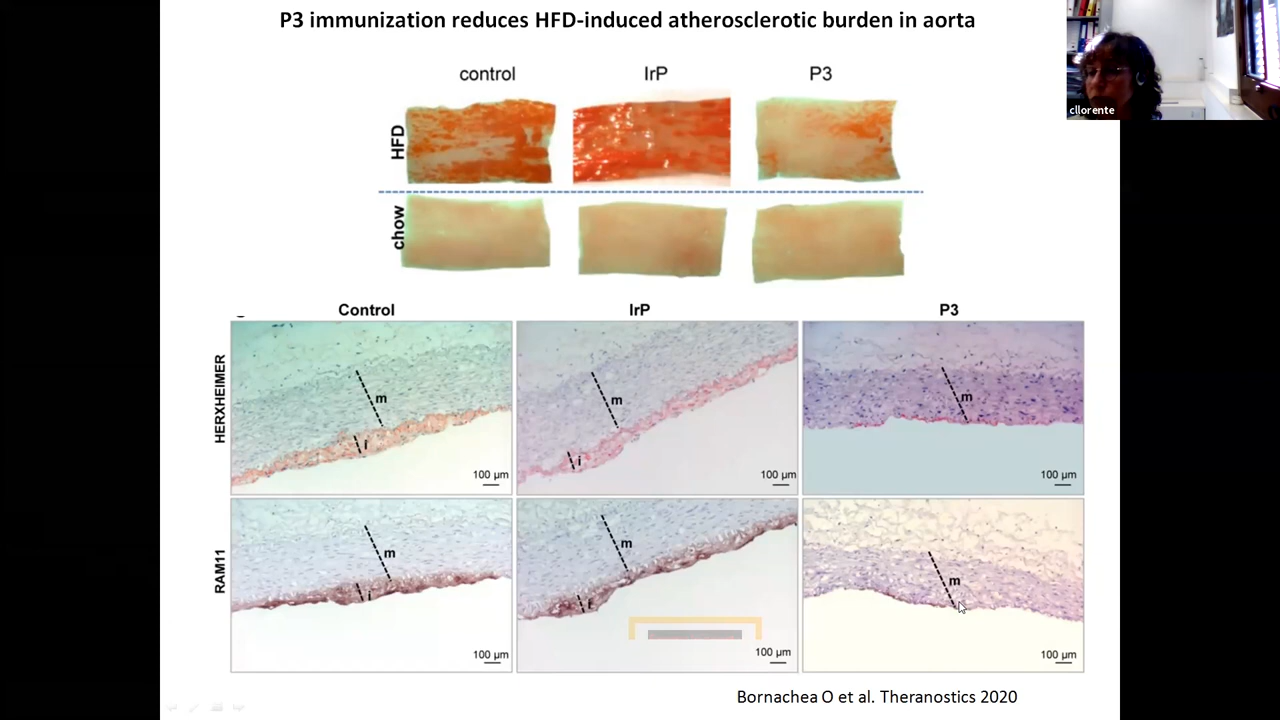 P3 immunization reduces HFD-induced atherosclerotic burden in aorta
cllorente
control IrP P3
HFD
chow
Control IrP P3
HERXHEIMER
m
i
100 µm
m
i
100 µm
m
100 µm
RAM11
m
i
100 µm
m
i
100 µm
m
100 µm
Bornachea O et al. Theranostics 2020